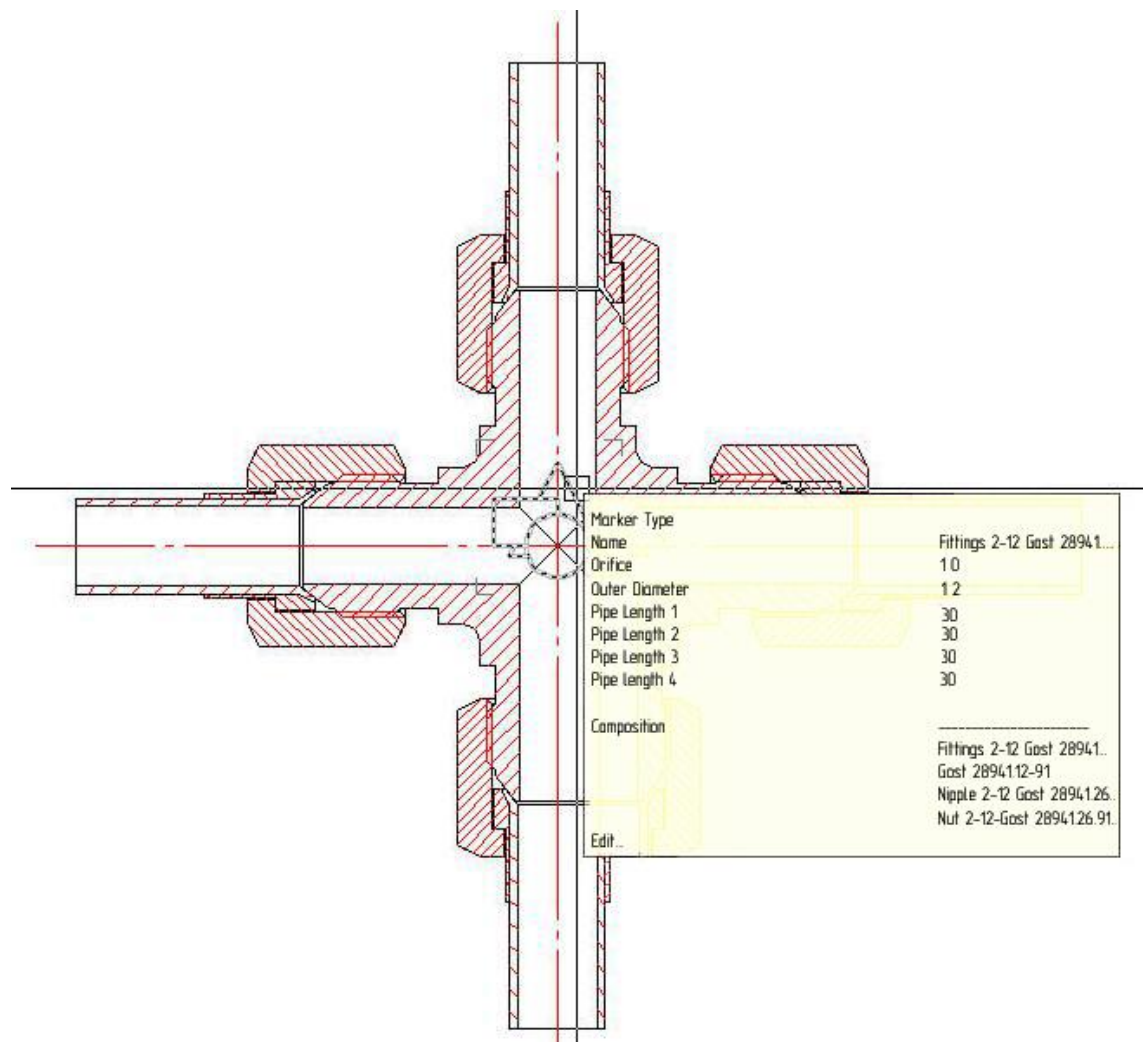 Marker Type
Name Fittings 2-12 Gost 28941....
Orifice 10
Outer Diameter 12
Pipe Length 1 30
Pipe Length 2 30
Pipe Length 3 30
Pipe length 4 30
Composition ------------------------
Fittings 2-12 Gost 28941..
Gost 28941.12-91
Nipple 2-12 Gost 28941.26..
Nut 2-12-Gost 28941.26.91..
Edit...